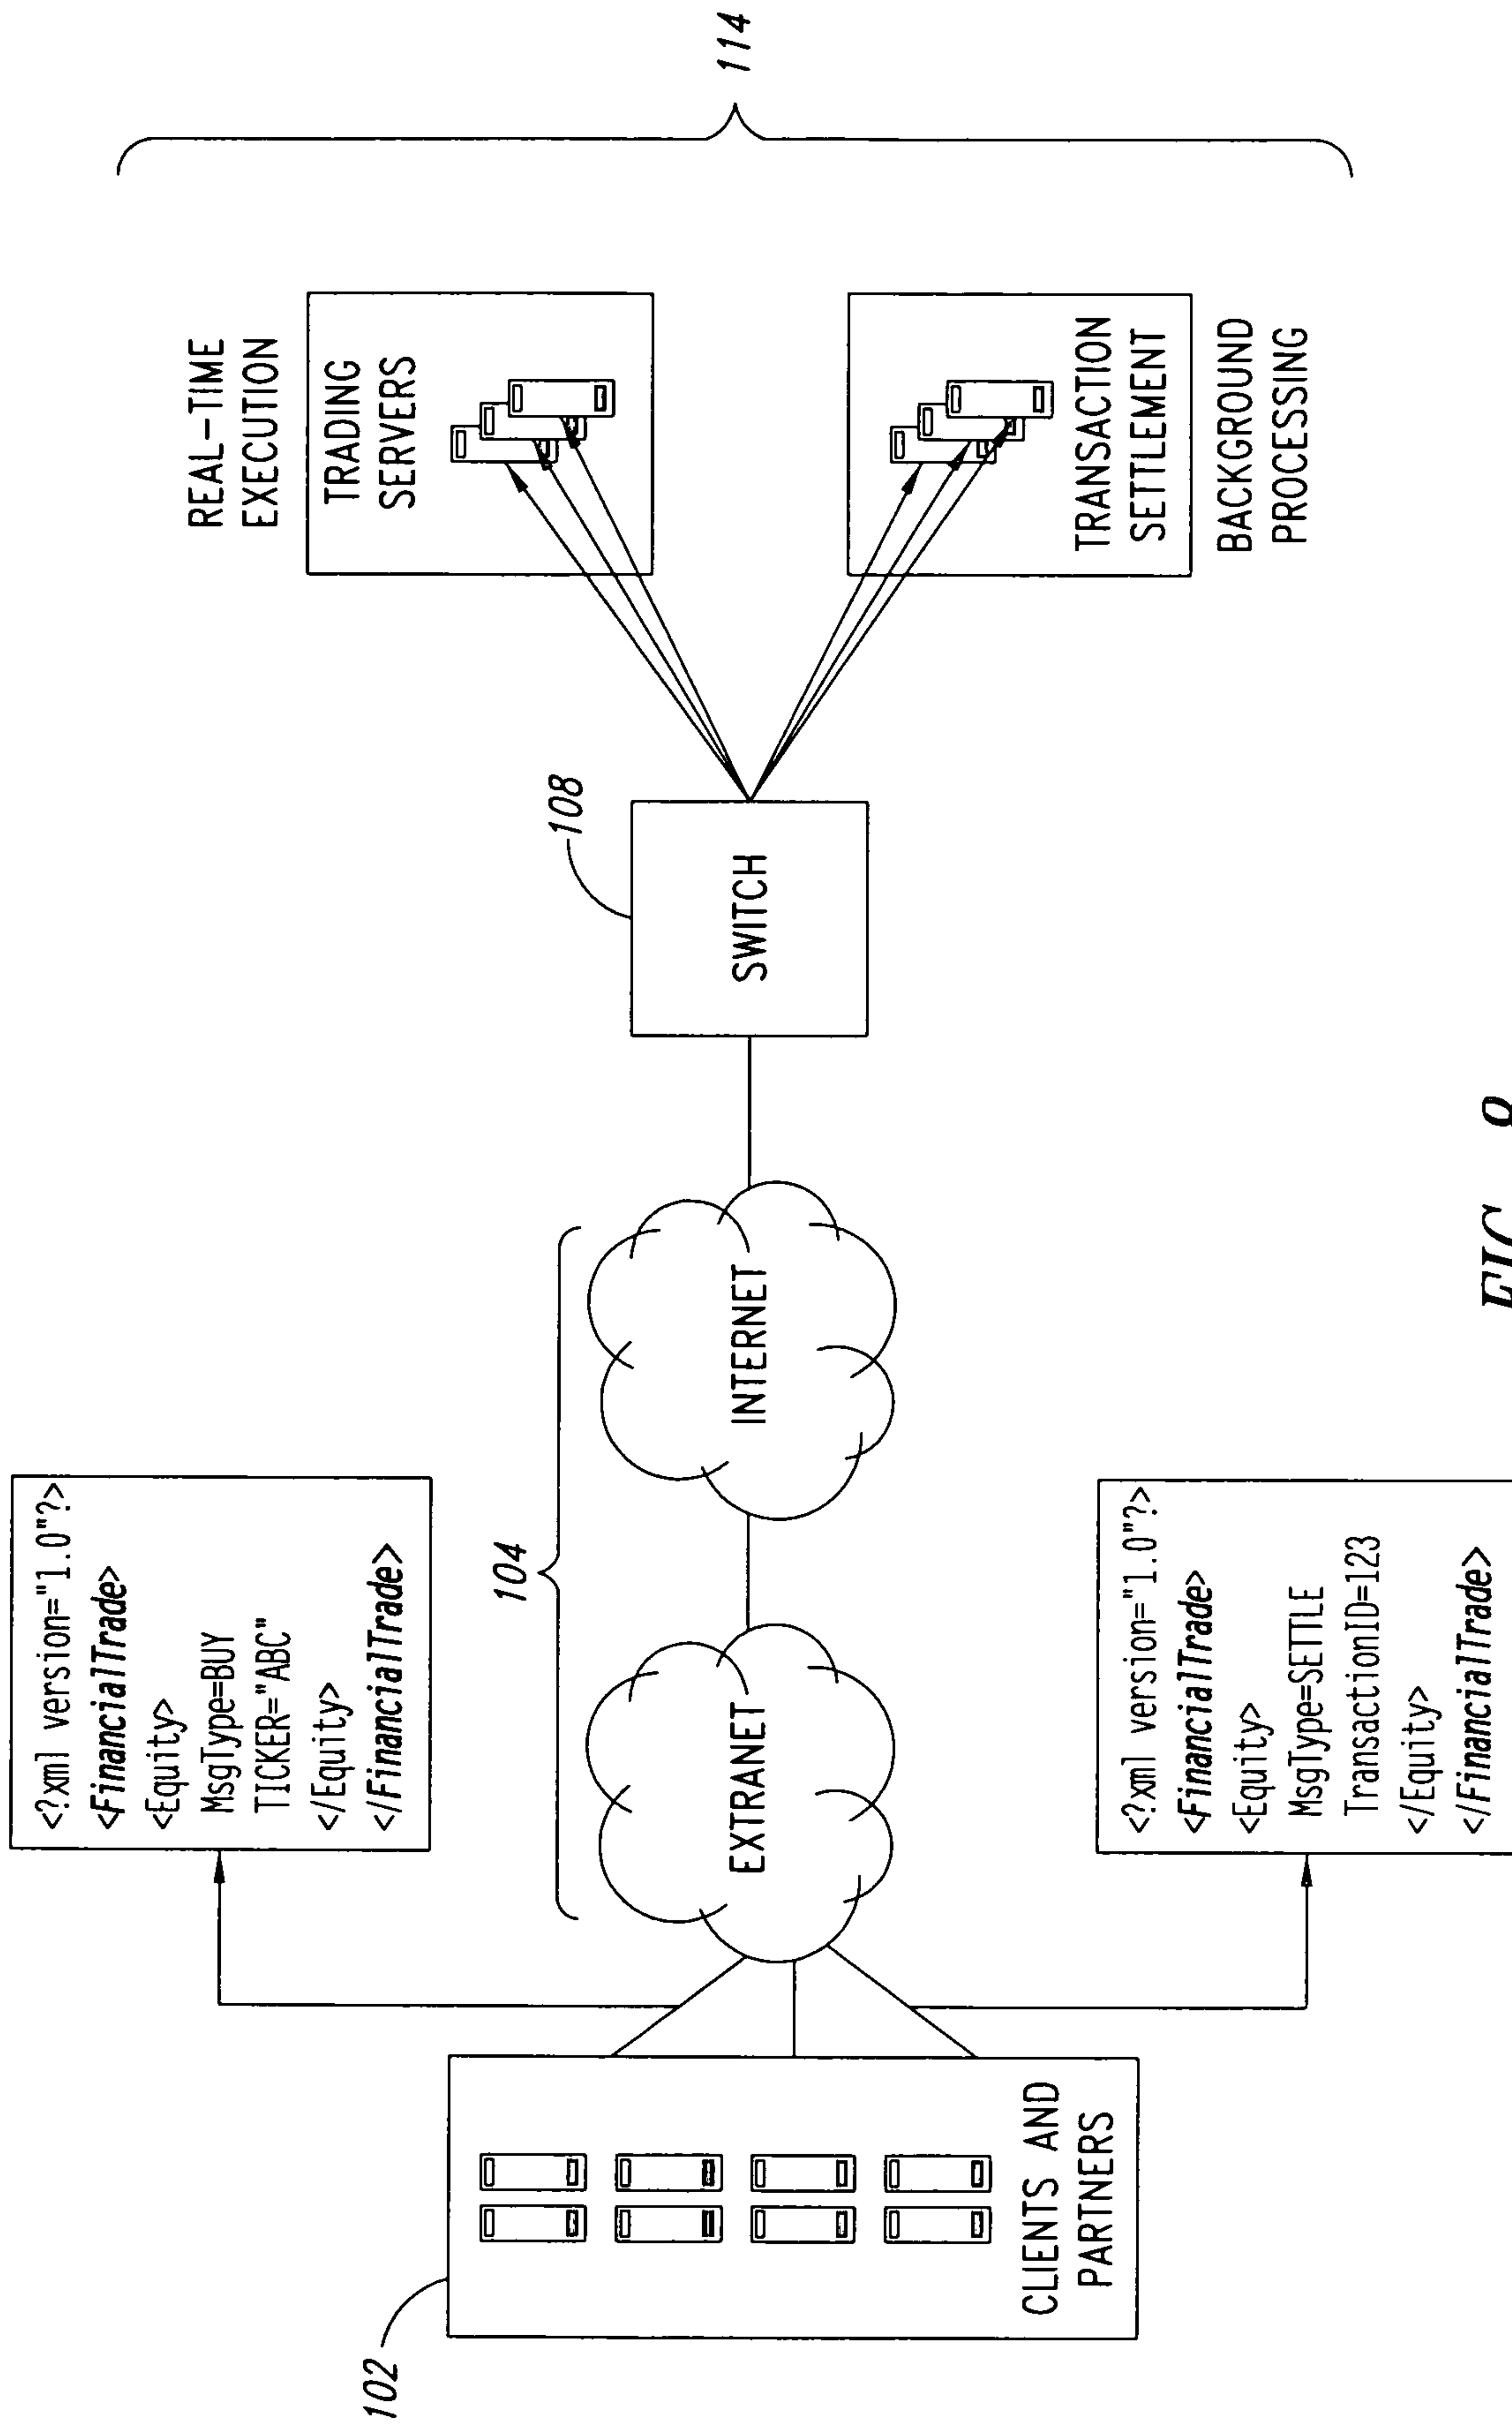 <?xml version="1.0"?>
<FinancialTrade>
<Equity>
MsgType=BUY
TICKER="ABC"
</Equity>
</FinancialTrade>
102
CLIENTS AND
PARTNERS
104
EXTRANET
INTERNET
108
SWITCH
REAL-TIME
EXECUTION
TRADING
SERVERS
TRANSACTION
SETTLEMENT
BACKGROUND
PROCESSING
114
<?xml version="1.0"?>
<FinancialTrade>
<Equity>
MsgType=SETTLE
TransactionID=123
</Equity>
</FinancialTrade>
FIG. 8